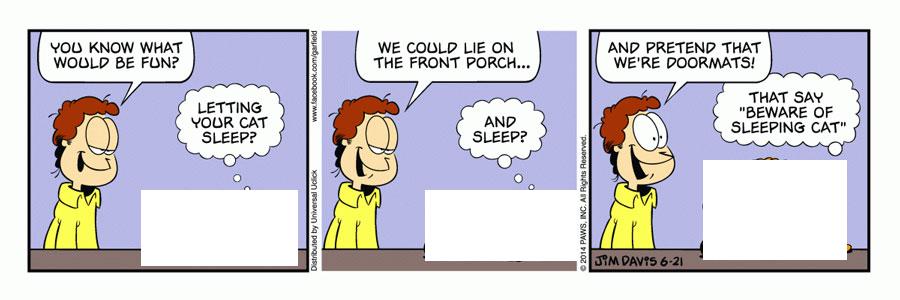 YOU KNOW WHAT
WOULD BE FUN?
LETTING
YOUR CAT
SLEEP?
www.facebook.com/garfield
Distributed by Universal Uclick
WE COULD LIE ON
THE FRONT PORCH...
AND
SLEEP?
© 2014 PAWS, INC. All Rights Reserved.
AND PRETEND THAT
WE'RE DOORMATS!
THAT SAY
"BEWARE OF
SLEEPING CAT"
JIM DAVIS 6-21